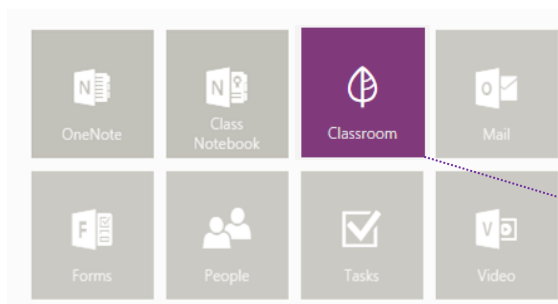 N
N
O
OneNote
Class
Notebook
Classroom
Mail
F
V
Forms
People
Tasks
Video